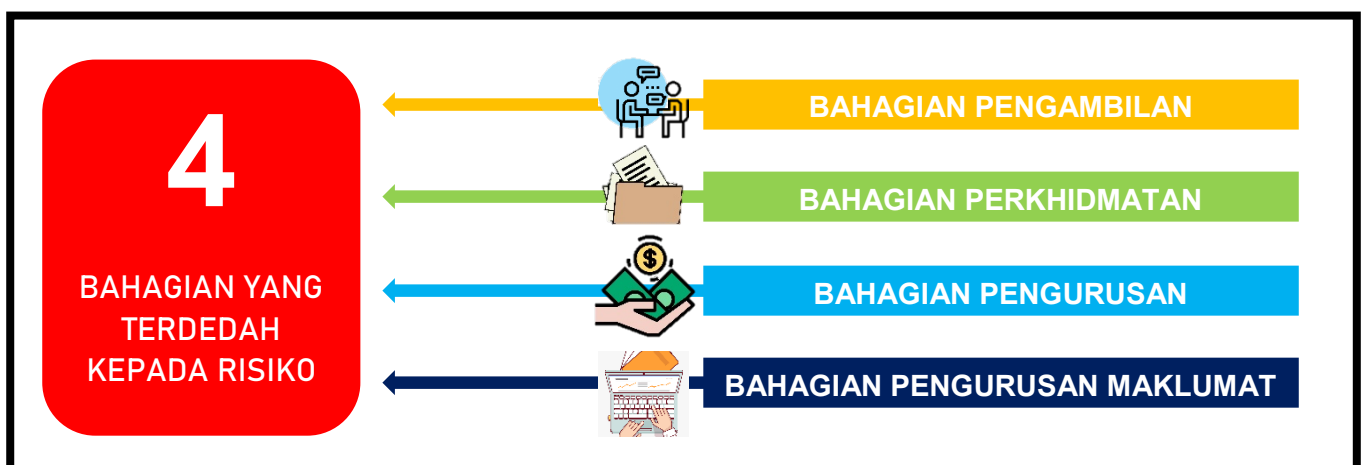 4
BAHAGIAN YANG
TERDEDAH
KEPADA RISIKO
BAHAGIAN PENGAMBILAN
BAHAGIAN PERKHIDMATAN
$
BAHAGIAN PENGURUSAN
BAHAGIAN PENGURUSAN MAKLUMAT